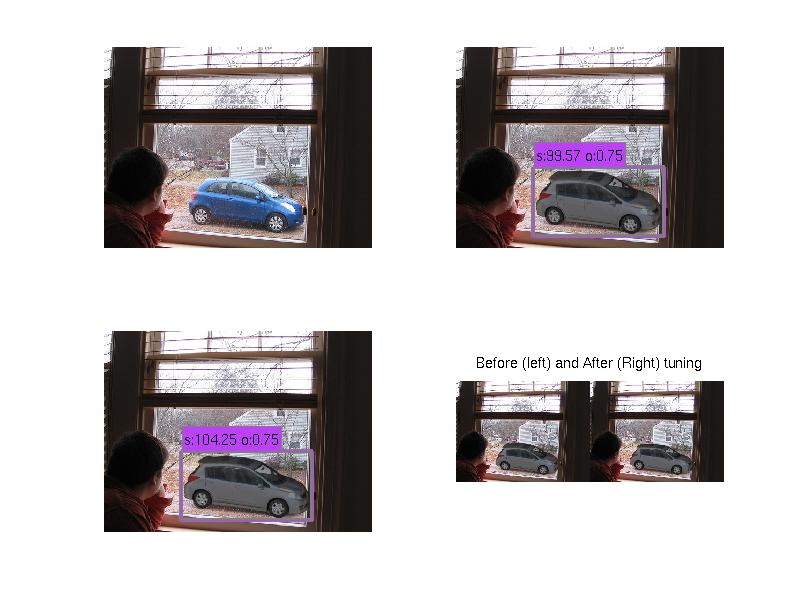 s:99.57 o:0.75
s:104.25 o:0.75
Before (left) and After (Right) tuning